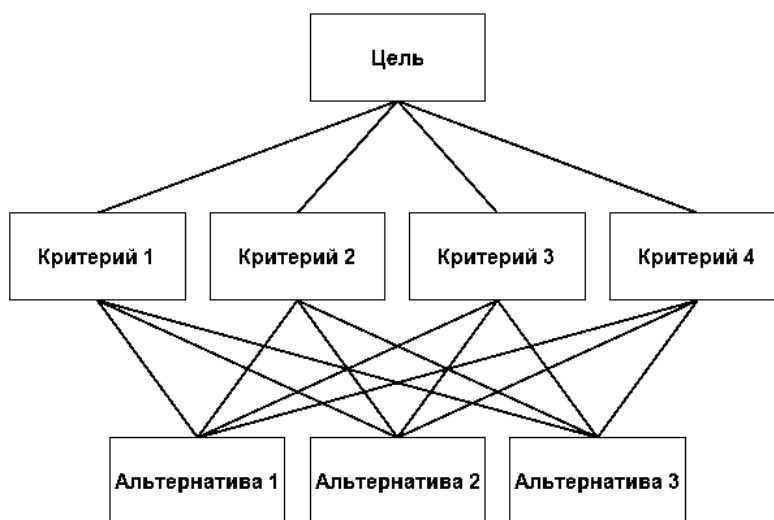 Цель
Критерий 1
Критерий 2
Критерий 3
Критерий 4
Альтернатива 1
Альтернатива 2
Альтернатива 3